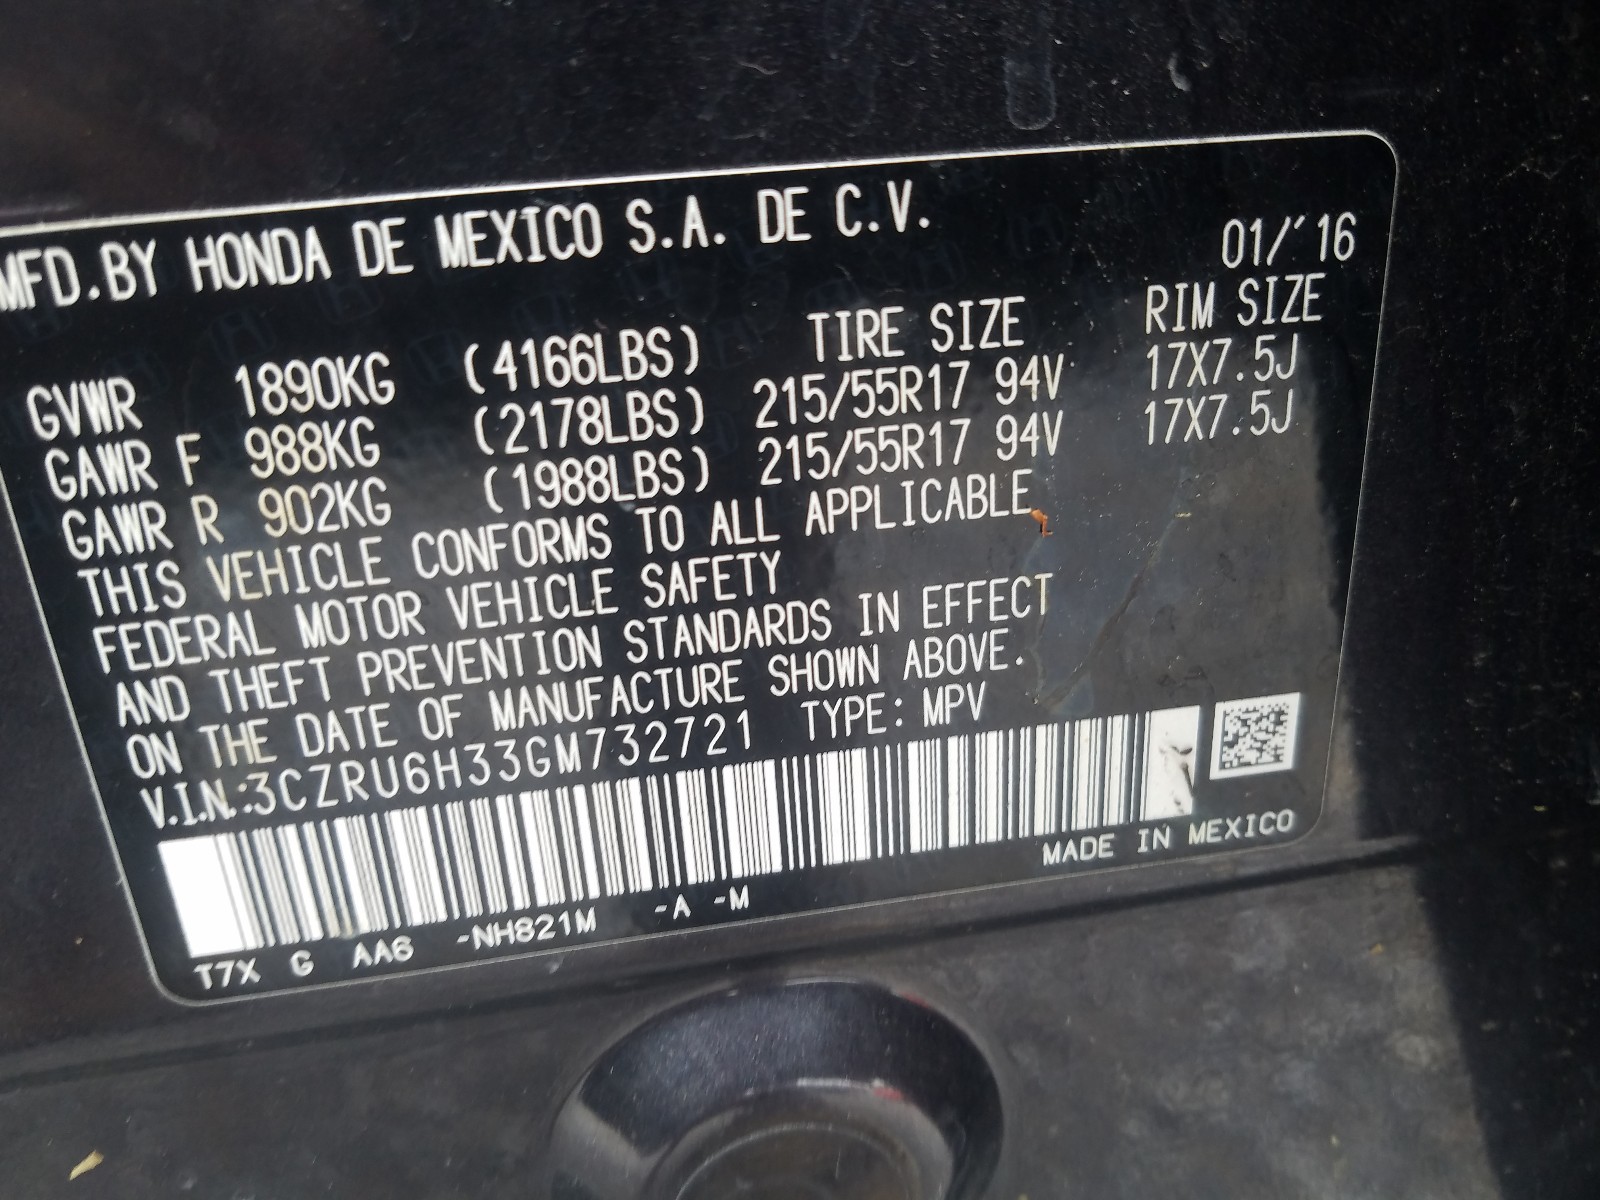 MFD.BY HONDA DE MEXICO S.A. DE C.V.
01/'16
TIRE SIZE RIM SIZE
GVWR 1890KG (4166LBS)
GAWR F 988KG (2178LBS) 215/55R17 94V 17X7.5J
GAWR R 902KG (1988LBS) 215/55R17 94V 17X7.5J
THIS VEHICLE CONFORMS TO ALL APPLICABLE
FEDERAL MOTOR VEHICLE SAFETY
AND THEFT PREVENTION STANDARDS IN EFFECT
ON THE DATE OF MANUFACTURE SHOWN ABOVE.
V.I.N.:3CZRU6H33GM732721 TYPE: MPV
MADE IN MEXICO
T7X G AA6 -NH821M -A -M